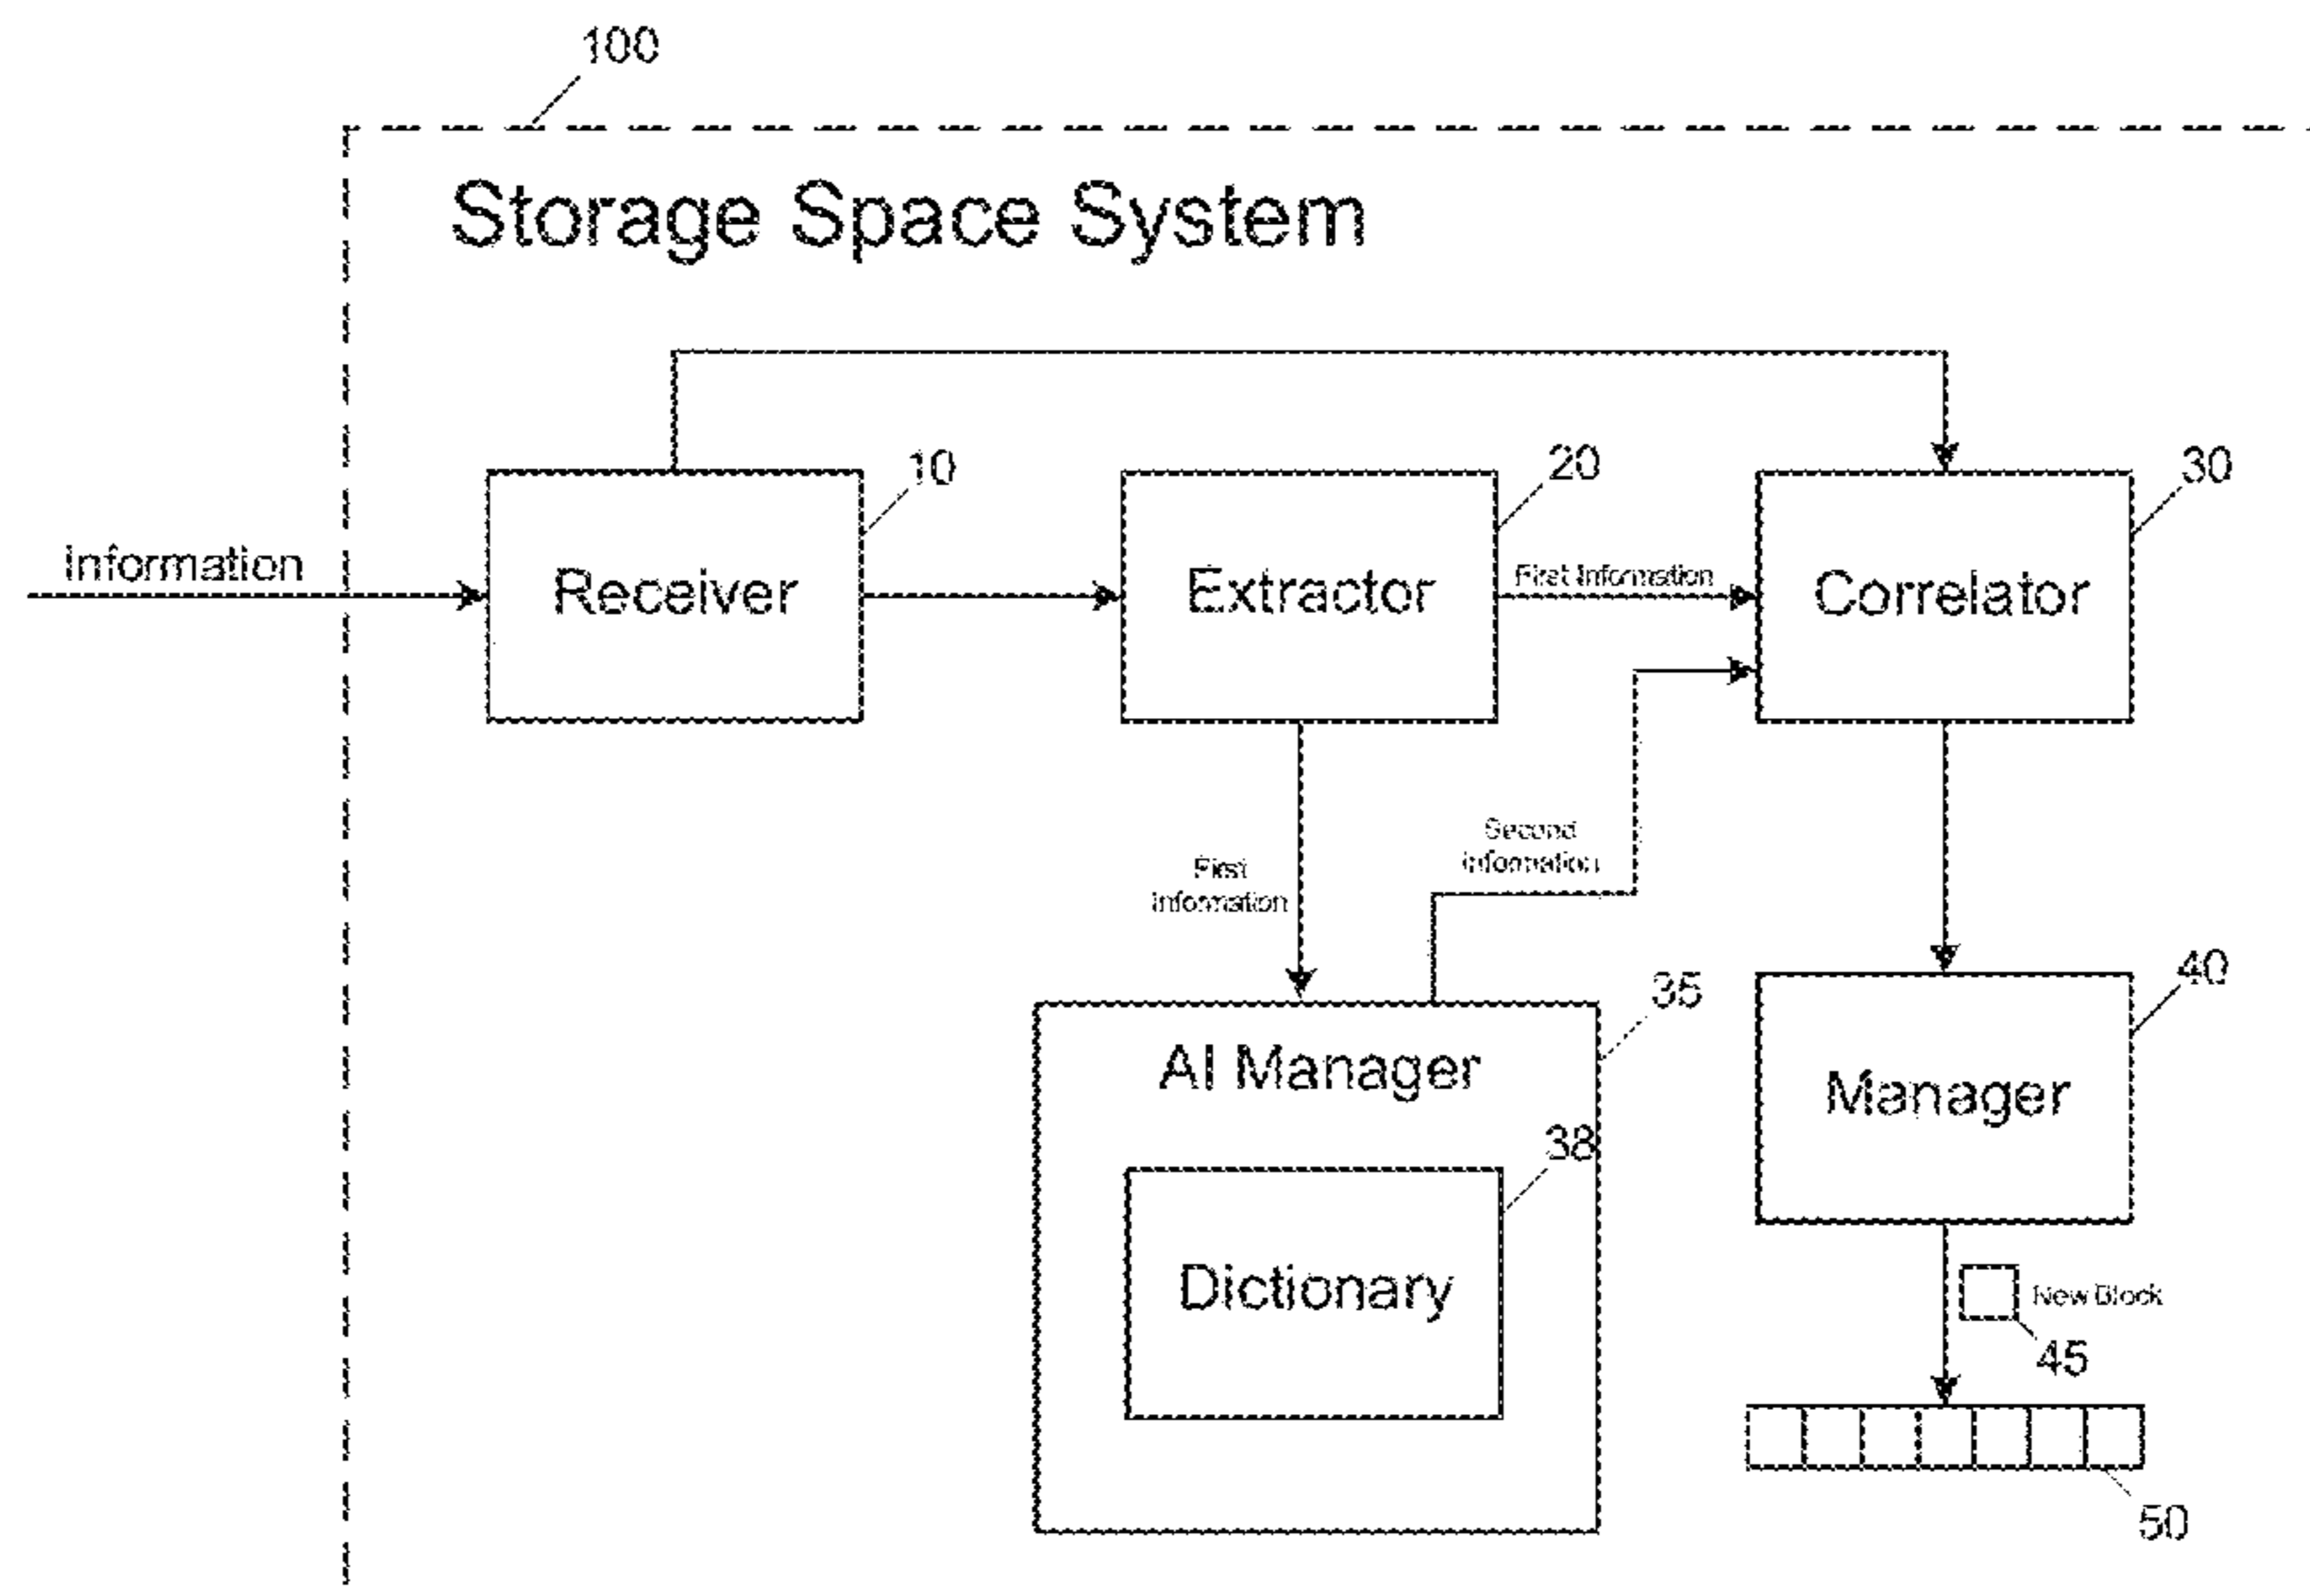 100
Storage Space System
10
20
30
Information
Receiver
Extractor
First Information
Correlator
Second
information
First
information
35
40
AI Manager
Manager
38
Dictionary
New Block
45
50